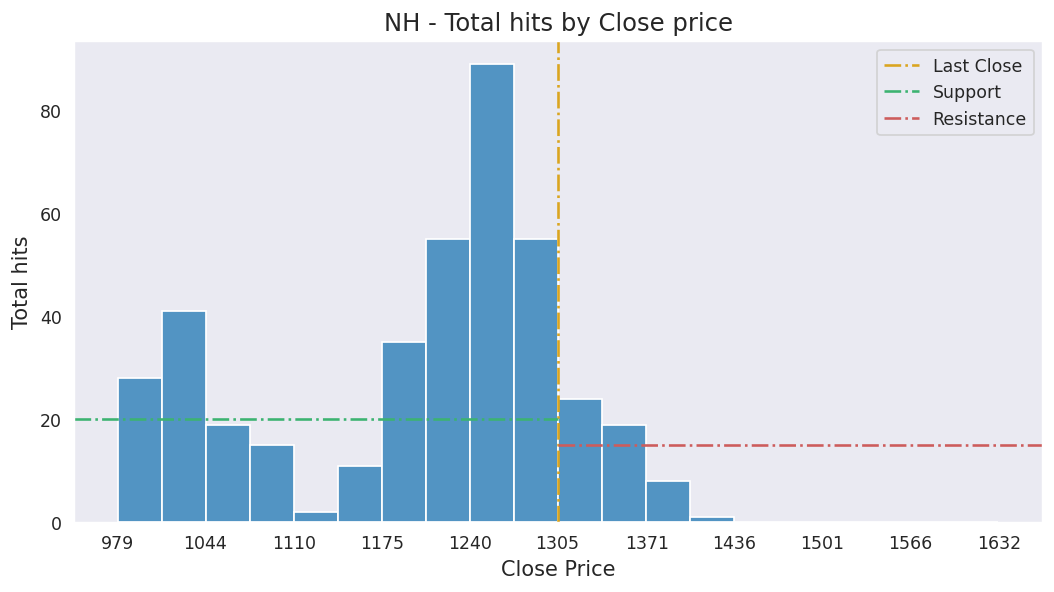 NH - Total hits by Close price
Last Close
Support
Resistance
Total hits
80
60
40
20
0
979 1044 1110 1175 1240 1305 1371 1436 1501 1566 1632
Close Price